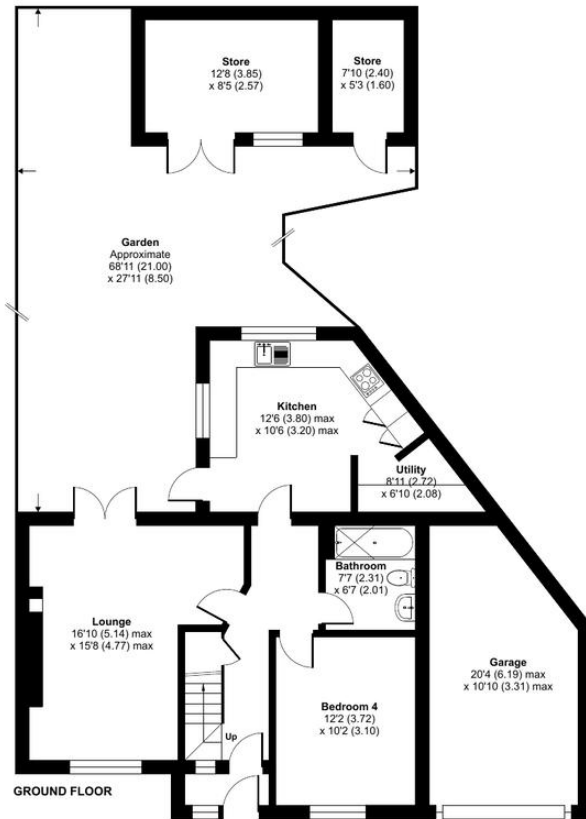 Store
12'8 (3.85)
x 8'5 (2.57)
Store
7'10 (2.40)
x 5'3 (1.60)
Garden
Approximate
68'11 (21.00)
x 27'11 (8.50)
Kitchen
12'6 (3.80) max
x 10'6 (3.20) max
Utility
8'11 (2.72)
x 6'10 (2.08)
Bathroom
7'7 (2.31)
x 6'7 (2.01)
Lounge
16'10 (5.14) max
x 15'8 (4.77) max
Garage
20'4 (6.19) max
x 10'10 (3.31) max
Bedroom 4
12'2 (3.72)
x 10'2 (3.10)
Up
GROUND FLOOR